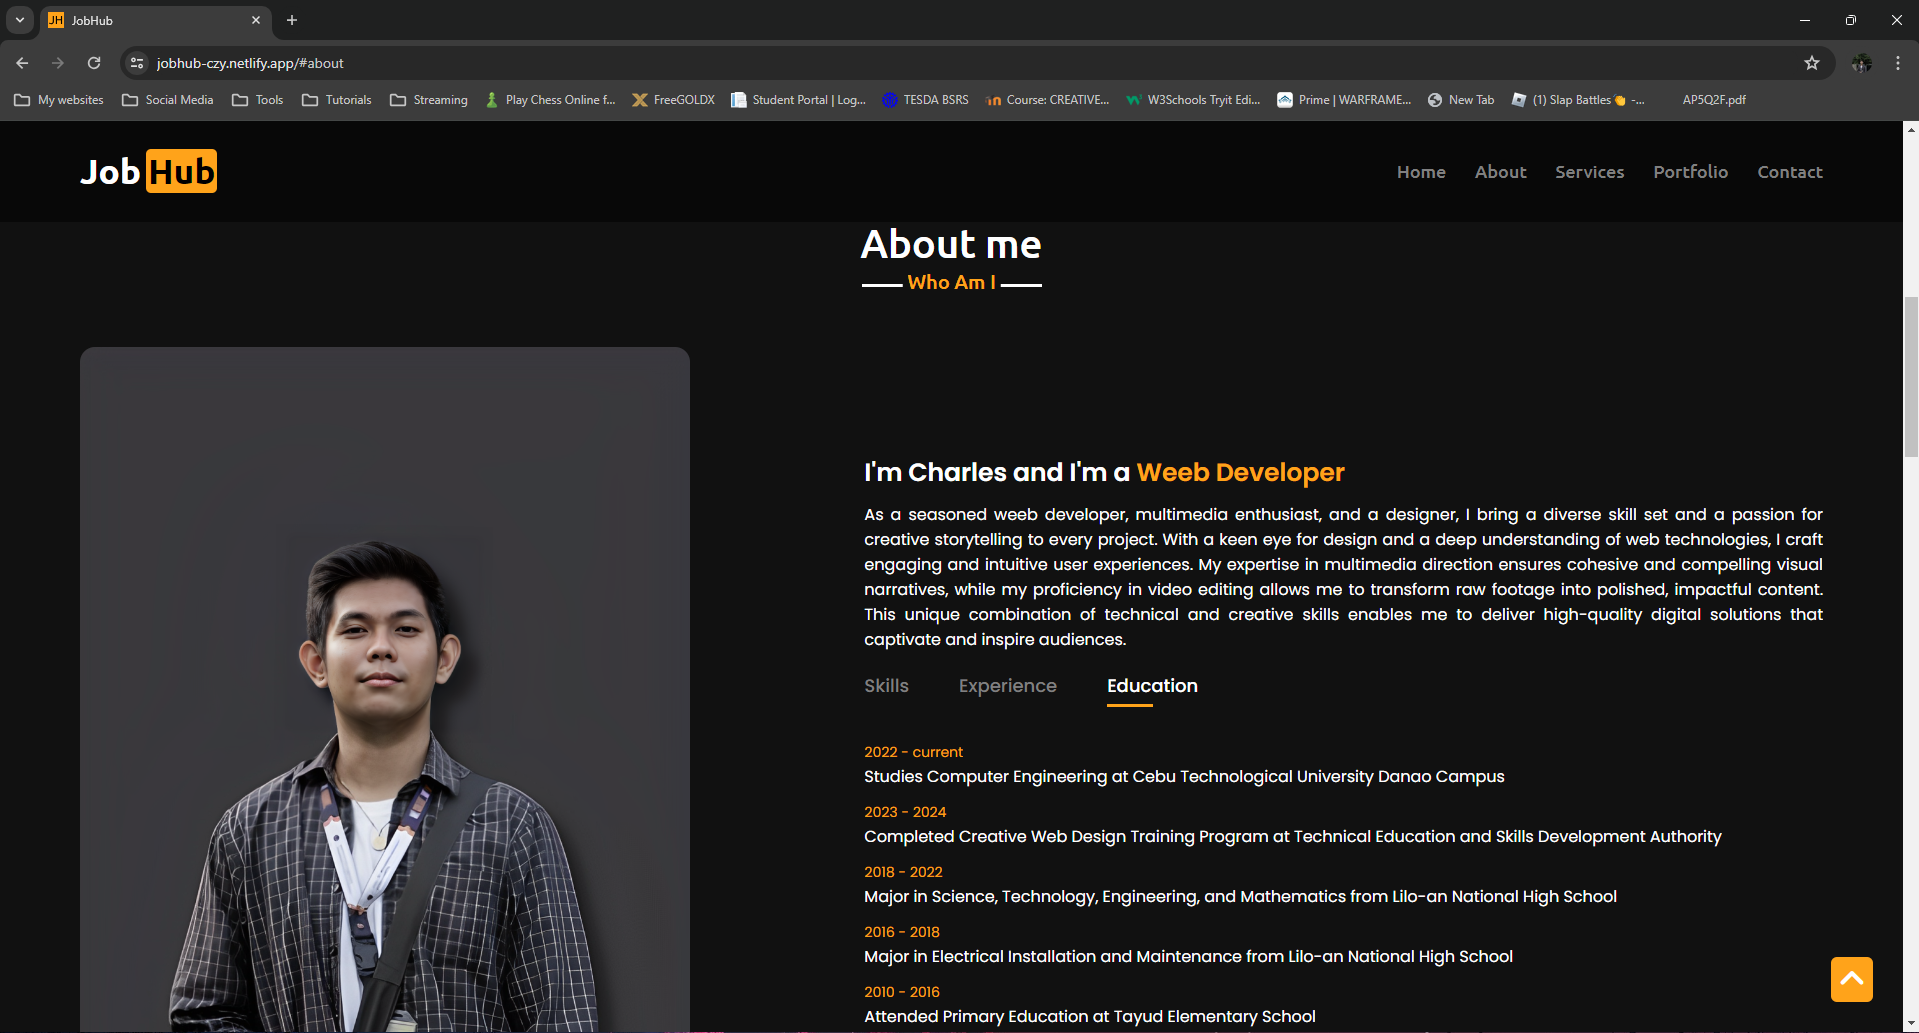 JH JobHub
jobhub-czy.netlify.app/#about
My websites Social Media Tools Tutorials Streaming Play Chess Online f... FreeGOLDX Student Portal | Log... TESDA BSRS Course: CREATIVE... W3Schools Tryit Edi... Prime | WARFRAME... New Tab (1) Slap Battles👏 -... AP5Q2F.pdf
Job Hub Home About Services Portfolio Contact
About me
Who Am I
I'm Charles and I'm a Weeb Developer
As a seasoned weeb developer, multimedia enthusiast, and a designer, I bring a diverse skill set and a passion for
creative storytelling to every project. With a keen eye for design and a deep understanding of web technologies, I craft
engaging and intuitive user experiences. My expertise in multimedia direction ensures cohesive and compelling visual
narratives, while my proficiency in video editing allows me to transform raw footage into polished, impactful content.
This unique combination of technical and creative skills enables me to deliver high-quality digital solutions that
captivate and inspire audiences.
Skills Experience Education
2022 - current
Studies Computer Engineering at Cebu Technological University Danao Campus
2023 - 2024
Completed Creative Web Design Training Program at Technical Education and Skills Development Authority
2018 - 2022
Major in Science, Technology, Engineering, and Mathematics from Lilo-an National High School
2016 - 2018
Major in Electrical Installation and Maintenance from Lilo-an National High School
2010 - 2016
Attended Primary Education at Tayud Elementary School